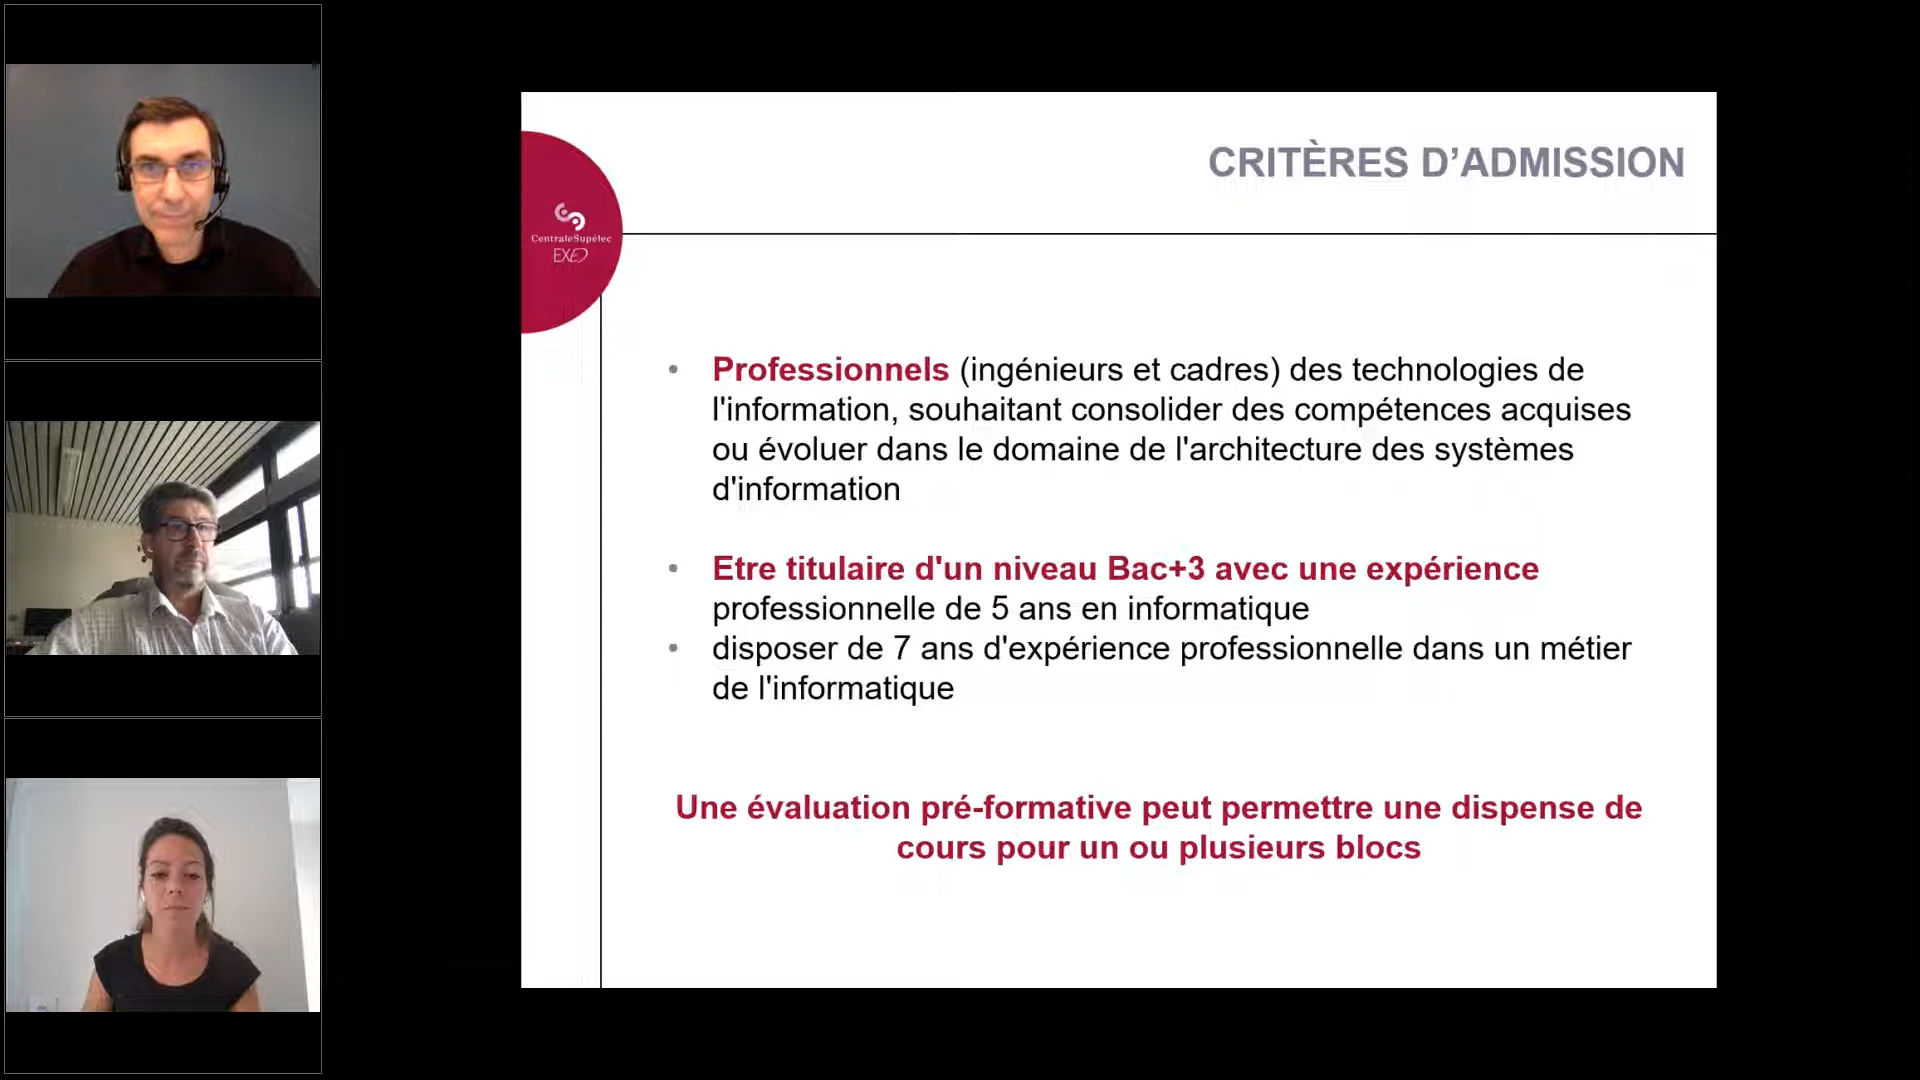 CRITÈRES D’ADMISSION
CentraleSupélec
EXED
• Professionnels (ingénieurs et cadres) des technologies de
l'information, souhaitant consolider des compétences acquises
ou évoluer dans le domaine de l'architecture des systèmes
d'information
• Etre titulaire d'un niveau Bac+3 avec une expérience
professionnelle de 5 ans en informatique
• disposer de 7 ans d'expérience professionnelle dans un métier
de l'informatique
Une évaluation pré-formative peut permettre une dispense de
cours pour un ou plusieurs blocs